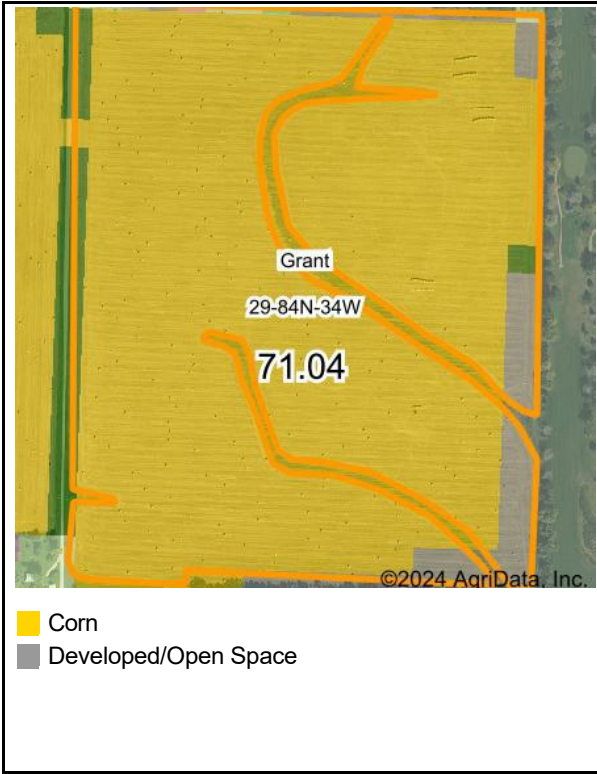 Grant
29-84N-34W
71.04
©2024 AgriData, Inc.
Corn
Developed/Open Space